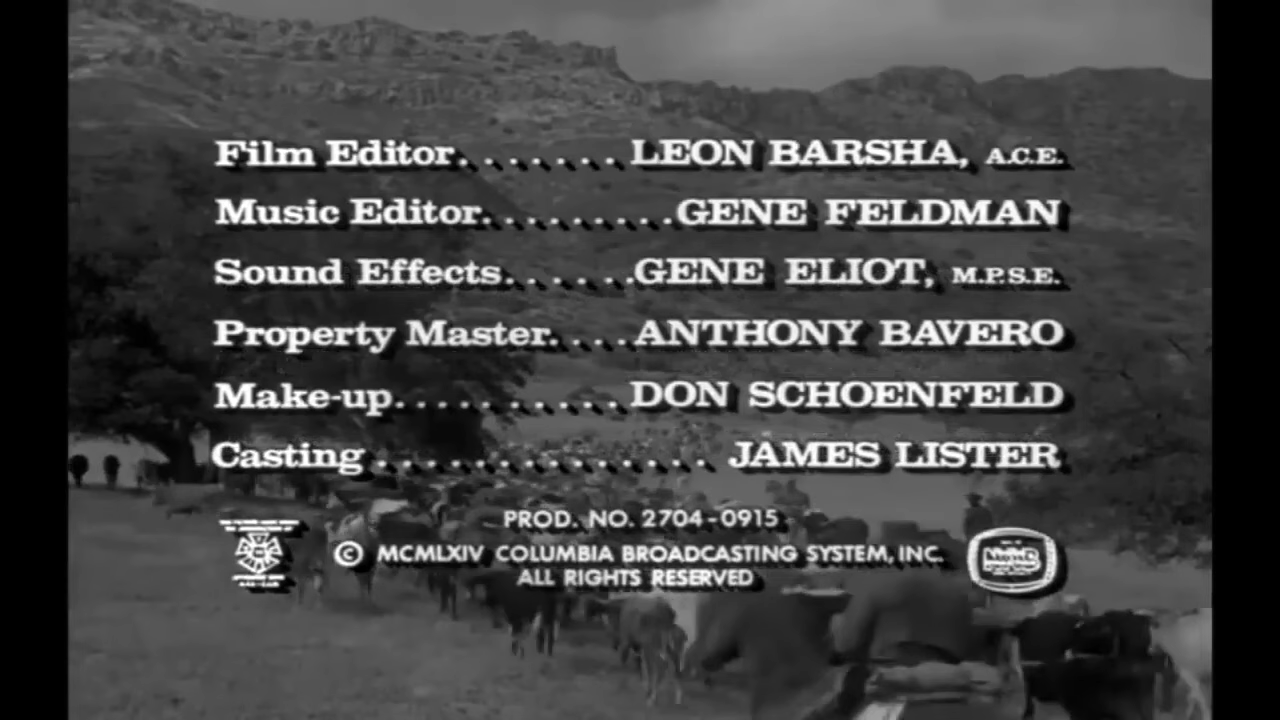 Film Editor.......LEON BARSHA, A.C.E.
Music Editor.........GENE FELDMAN
Sound Effects......GENE ELIOT, M.P.S.E.
Property Master....ANTHONY BAVERO
Make-up..........DON SCHOENFELD
Casting.............. JAMES LISTER
PROD. NO. 2704-0915
© MCMLXIV COLUMBIA BROADCASTING SYSTEM, INC.
ALL RIGHTS RESERVED